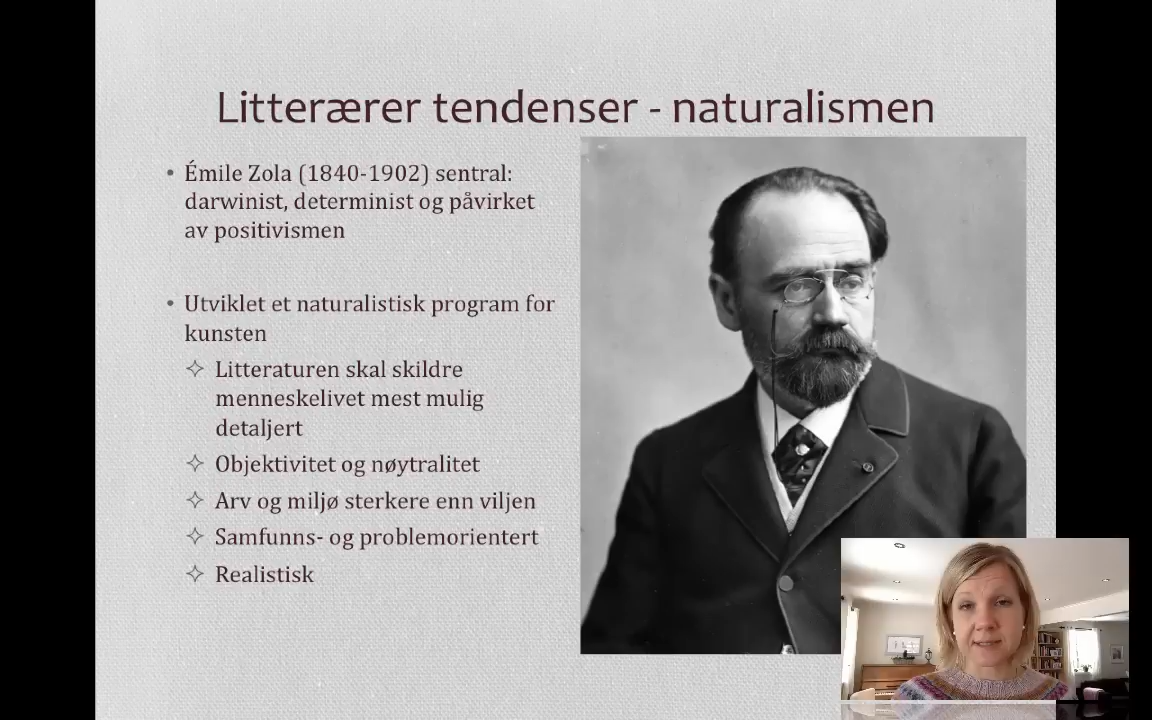 Litterærer tendenser - naturalismen
• Émile Zola (1840-1902) sentral:
darwinist, determinist og påvirket
av positivismen
• Utviklet et naturalistisk program for
kunsten
✧ Litteraturen skal skildre
menneskelivet mest mulig
detaljert
✧ Objektivitet og nøytralitet
✧ Arv og miljø sterkere enn viljen
✧ Samfunns- og problemorientert
✧ Realistisk